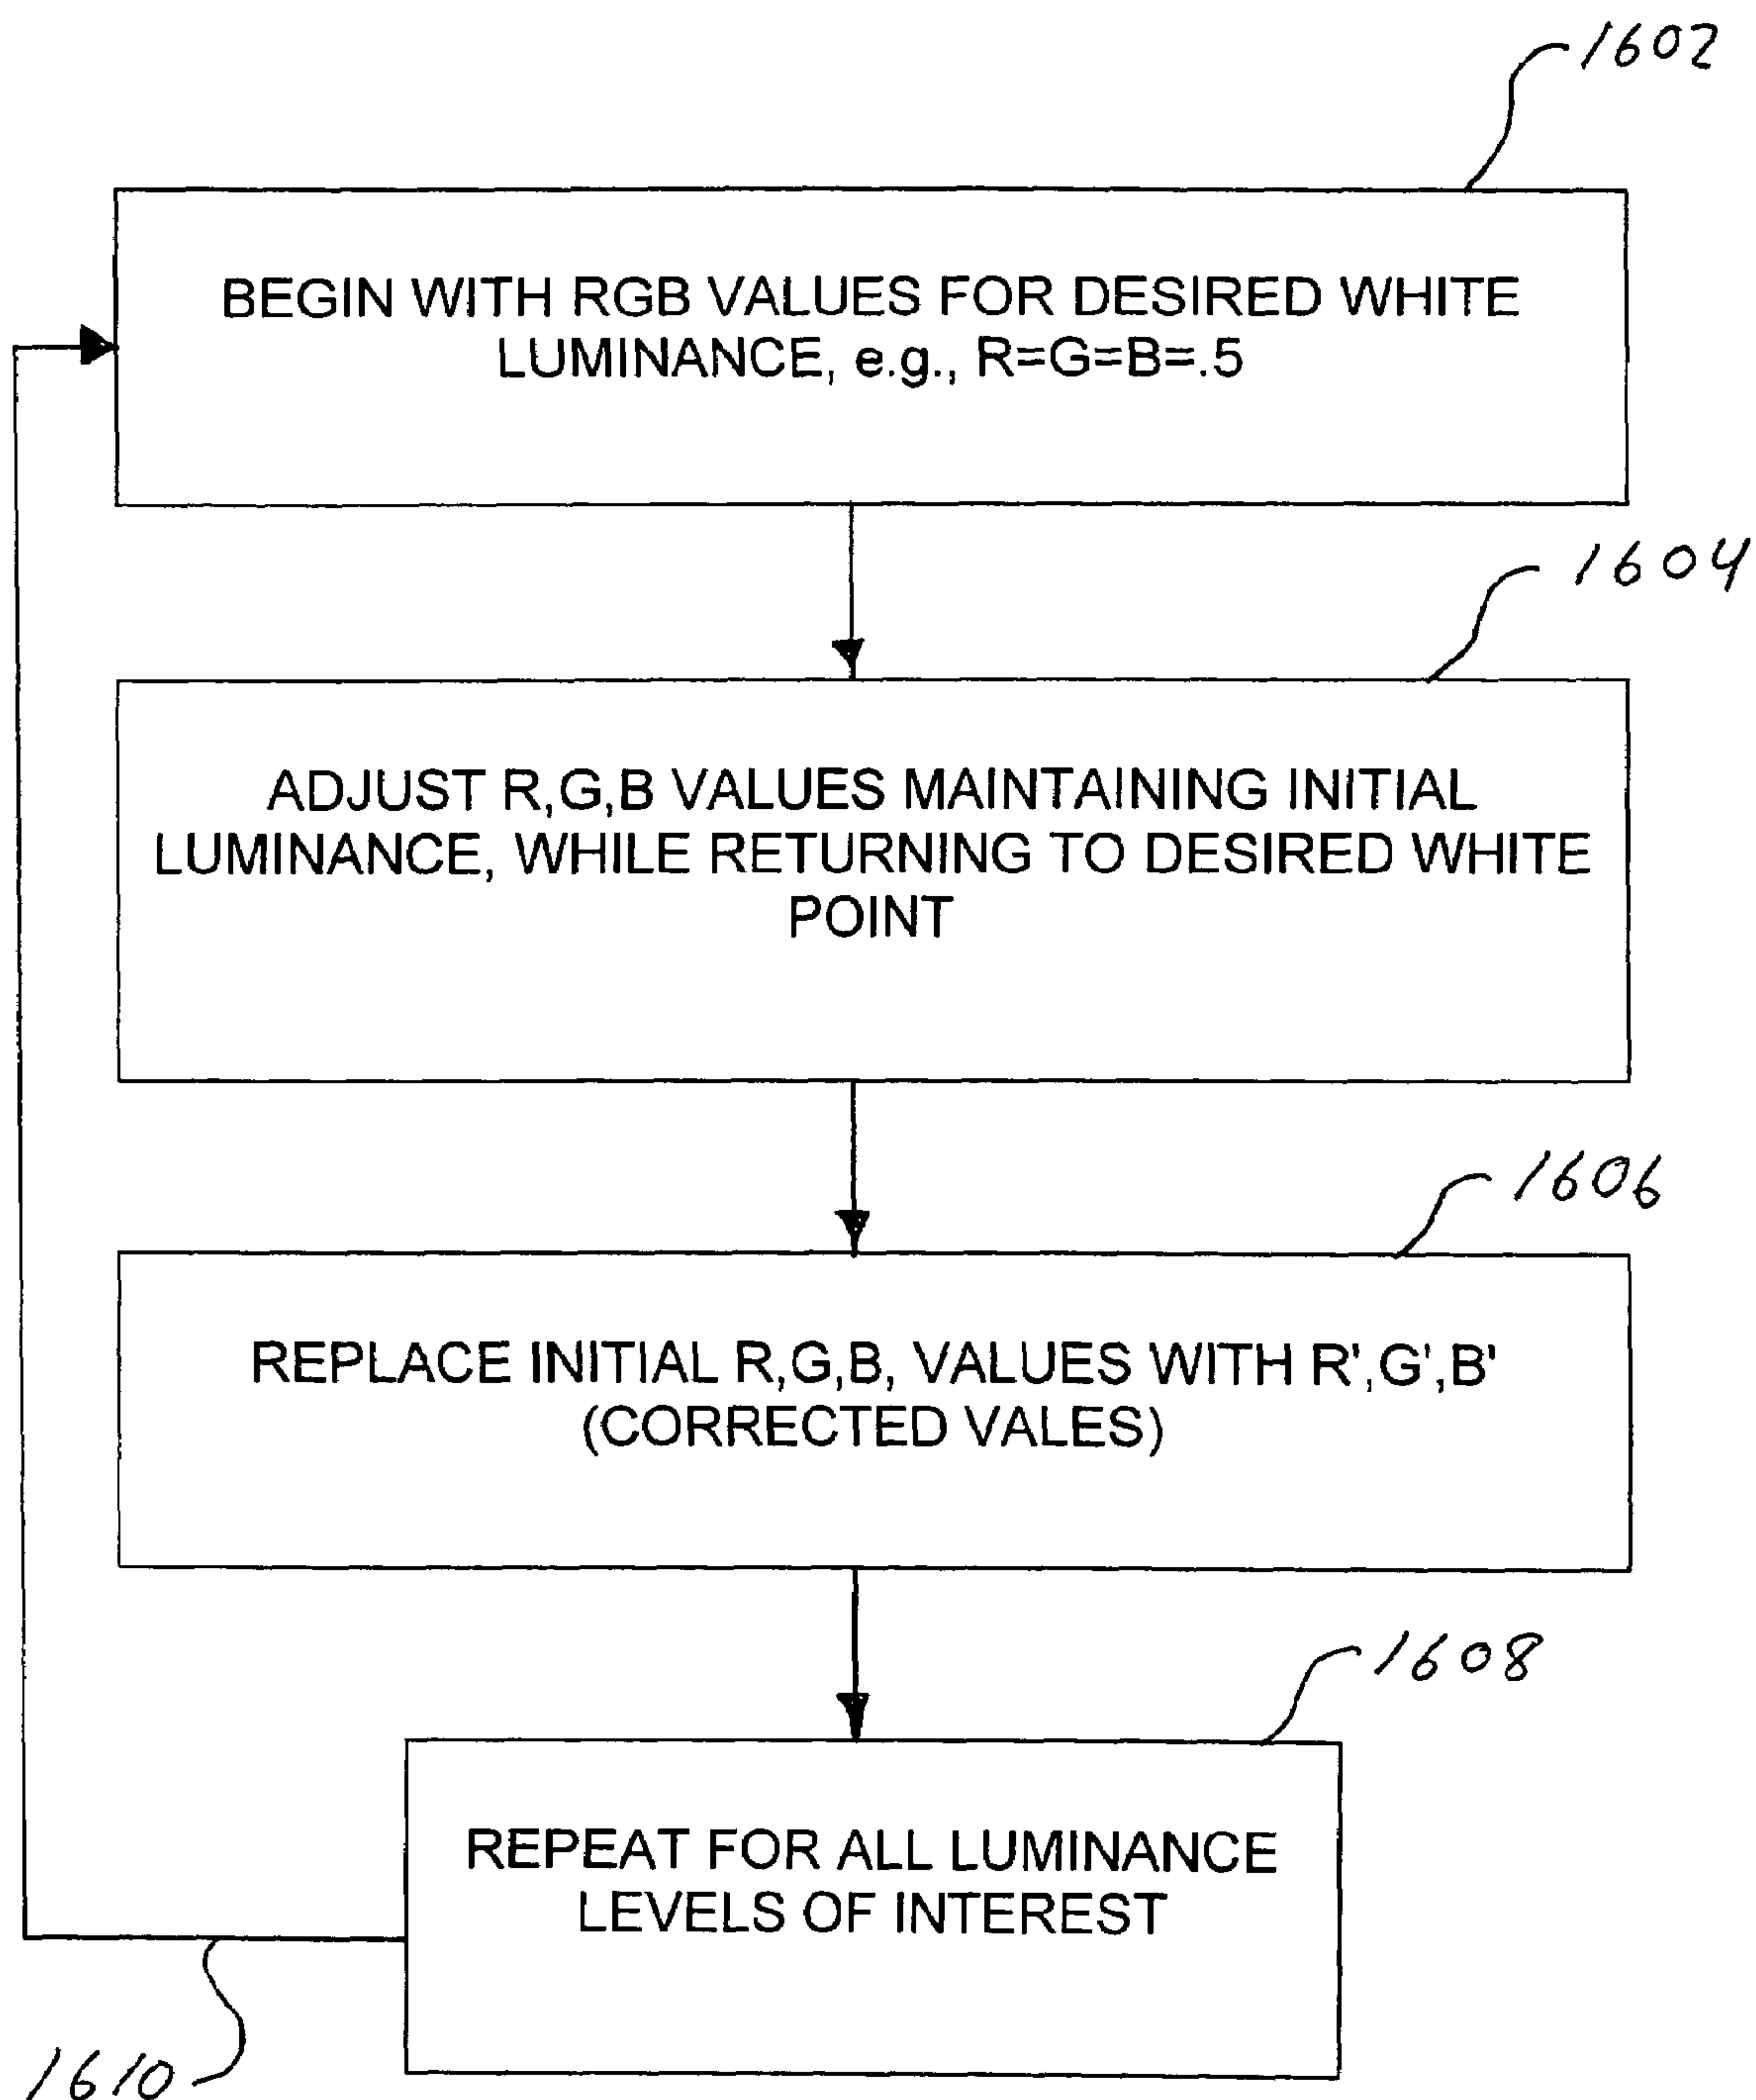 1602
BEGIN WITH RGB VALUES FOR DESIRED WHITE
LUMINANCE, e.g., R=G=B=.5
1604
ADJUST R,G,B VALUES MAINTAINING INITIAL
LUMINANCE, WHILE RETURNING TO DESIRED WHITE
POINT
1606
REPLACE INITIAL R,G,B, VALUES WITH R',G',B'
(CORRECTED VALES)
1608
REPEAT FOR ALL LUMINANCE
LEVELS OF INTEREST
1610